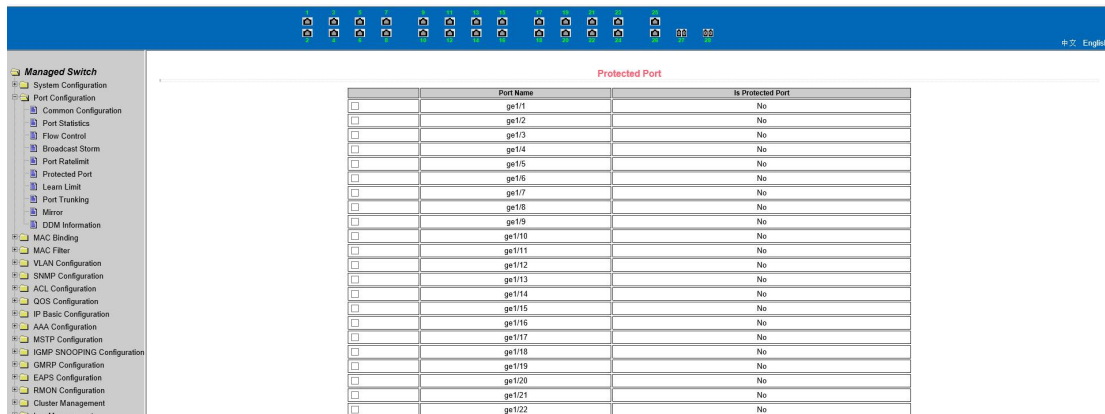 1 3 5 7 9 11 13 15 17 19 21 23 25
2 4 6 8 10 12 14 16 18 20 22 24 26 27 28
中文 English
Managed Switch
System Configuration
Port Configuration
Common Configuration
Port Statistics
Flow Control
Broadcast Storm
Port Ratelimit
Protected Port
Learn Limit
Port Trunking
Mirror
DDM Information
MAC Binding
MAC Filter
VLAN Configuration
SNMP Configuration
ACL Configuration
QOS Configuration
IP Basic Configuration
AAA Configuration
MSTP Configuration
IGMP SNOOPING Configuration
GMRP Configuration
EAPS Configuration
RMON Configuration
Cluster Management
Protected Port
Port Name Is Protected Port
ge1/1 No
ge1/2 No
ge1/3 No
ge1/4 No
ge1/5 No
ge1/6 No
ge1/7 No
ge1/8 No
ge1/9 No
ge1/10 No
ge1/11 No
ge1/12 No
ge1/13 No
ge1/14 No
ge1/15 No
ge1/16 No
ge1/17 No
ge1/18 No
ge1/19 No
ge1/20 No
ge1/21 No
ge1/22 No